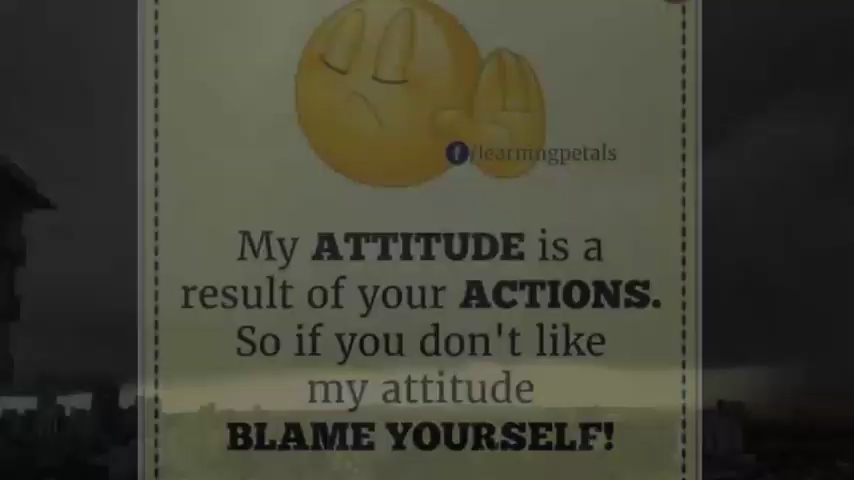 f/learningpetals
My ATTITUDE is a
result of your ACTIONS.
So if you don't like
my attitude
BLAME YOURSELF!